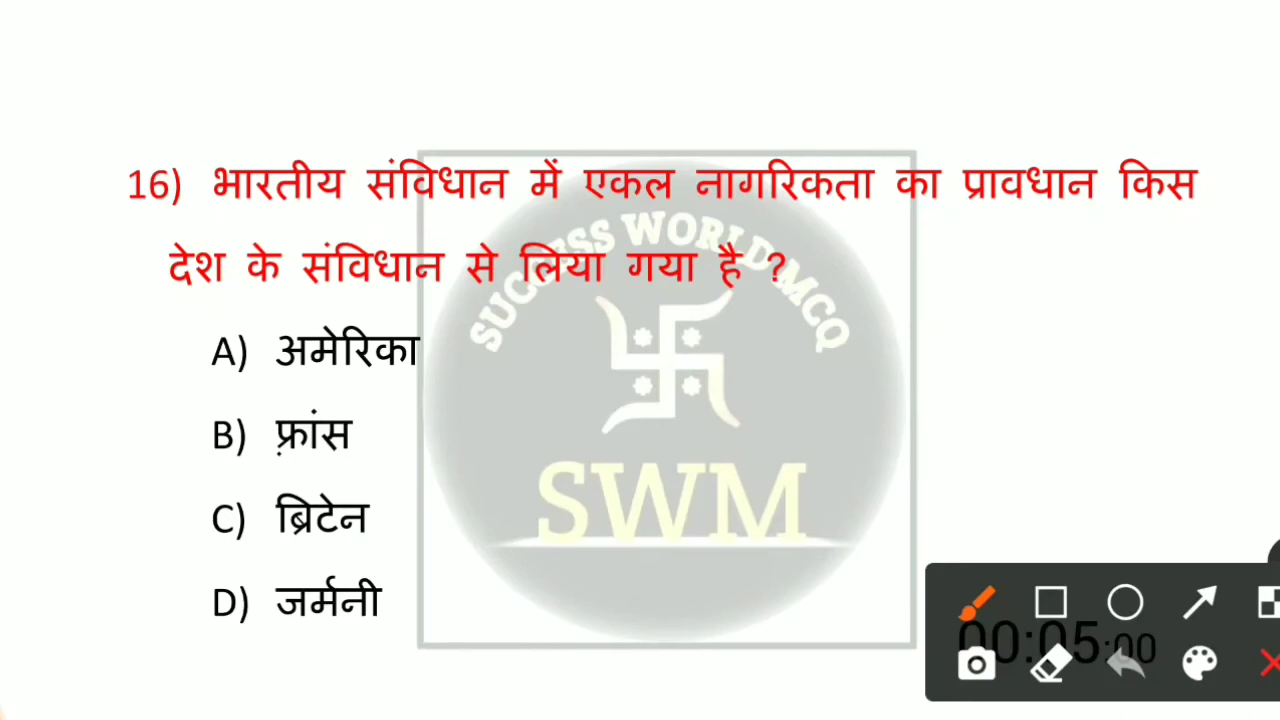 16) भारतीय संविधान में एकल नागरिकता का प्रावधान किस
देश के संविधान से लिया गया है ?
SUCCESS WORLD MCQ
A) अमेरिका
B) फ़्रांस
C) ब्रिटेन
SWM
D) जर्मनी
00:05:00